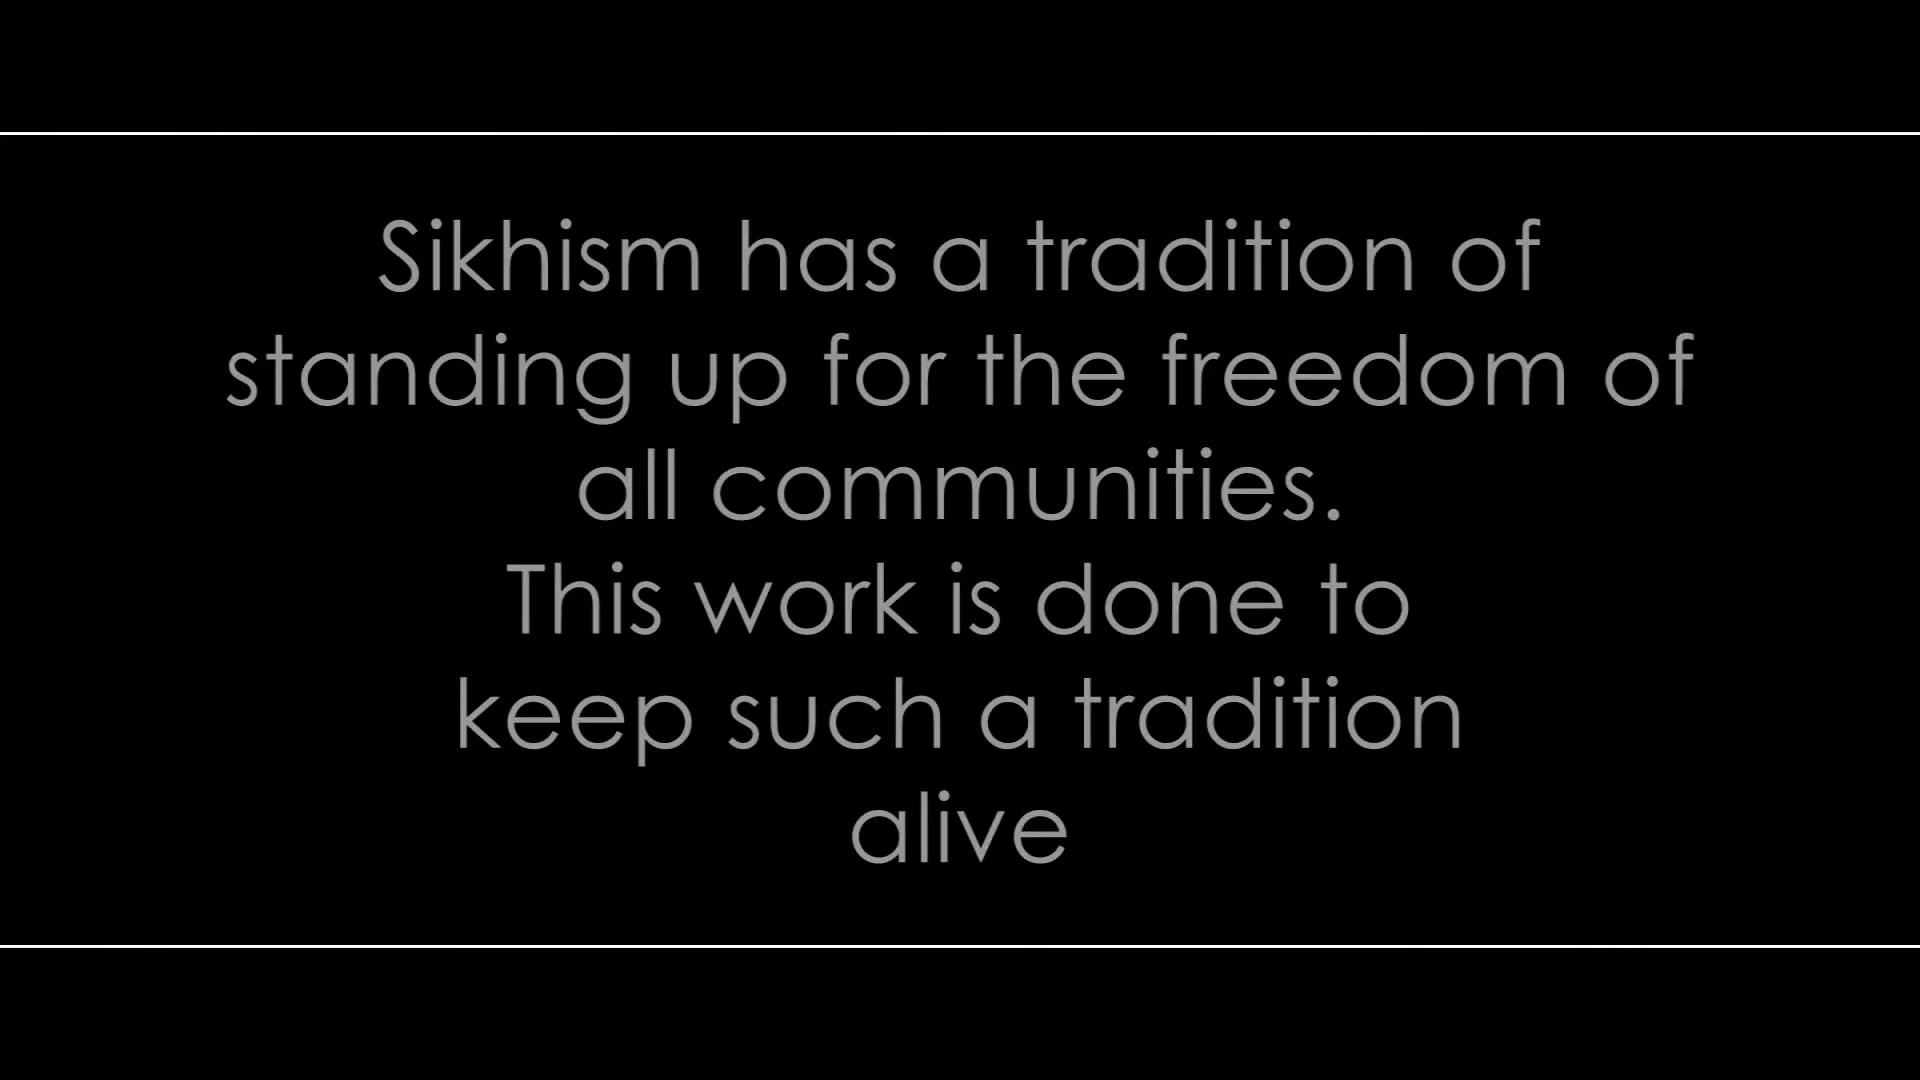 Sikhism has a tradition of
standing up for the freedom of
all communities.
This work is done to
keep such a tradition
alive